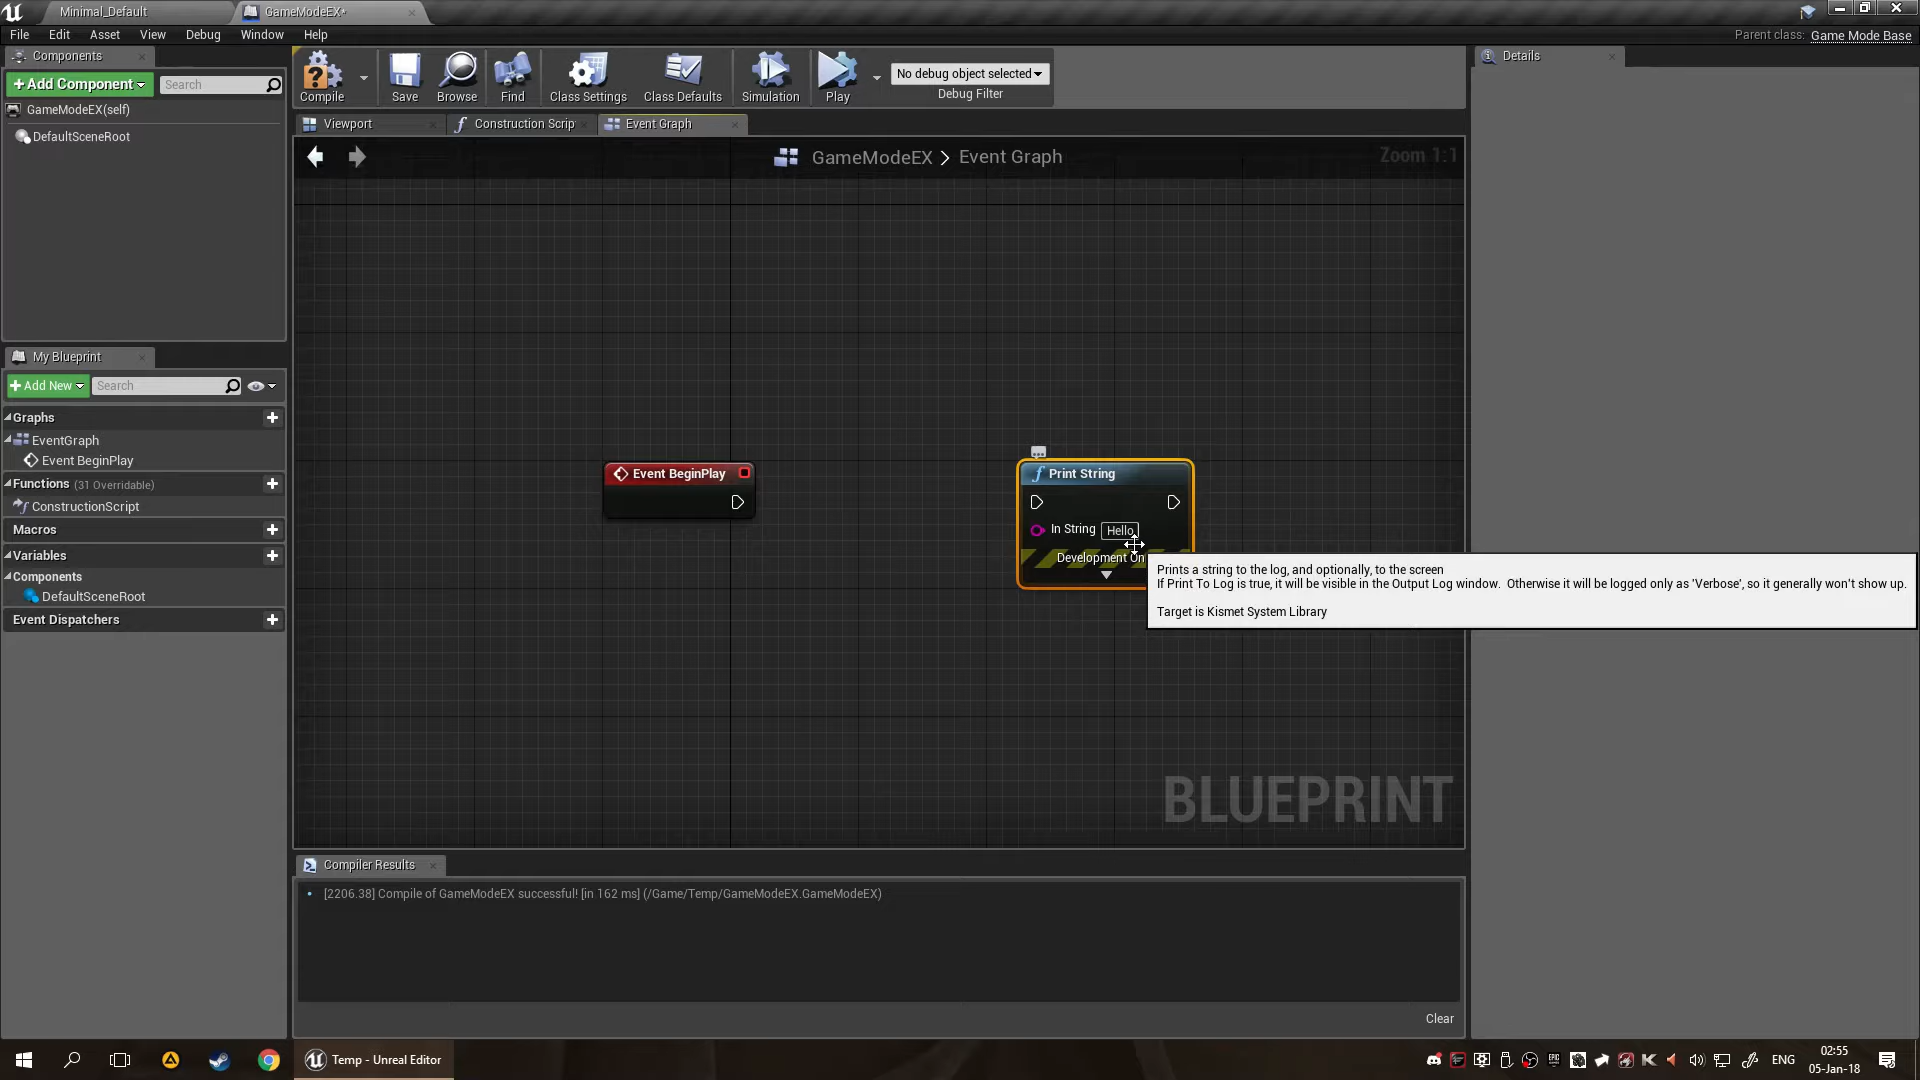 Minimal_Default
GameModeEX*
File Edit Asset View Debug Window Help
Parent class: Game Mode Base
Components
+Add Component
Search
GameModeEX(self)
DefaultSceneRoot
Compile
Save
Browse
Find
Class Settings
Class Defaults
Simulation
Play
No debug object selected
Debug Filter
Details
Viewport
Construction Scrip
Event Graph
GameModeEX > Event Graph
Zoom 1:1
My Blueprint
+Add New
Search
Graphs
EventGraph
Event BeginPlay
Functions (31 Overridable)
ConstructionScript
Macros
Variables
Components
DefaultSceneRoot
Event Dispatchers
Event BeginPlay
Print String
In String Hello
Development On
Prints a string to the log, and optionally, to the screen
If Print To Log is true, it will be visible in the Output Log window. Otherwise it will be logged only as 'Verbose', so it generally won't show up.
Target is Kismet System Library
BLUEPRINT
Compiler Results
[2206.38] Compile of GameModeEX successful! [in 162 ms] (/Game/Temp/GameModeEX.GameModeEX)
Clear
Temp - Unreal Editor
ENG
02:55
05-Jan-18